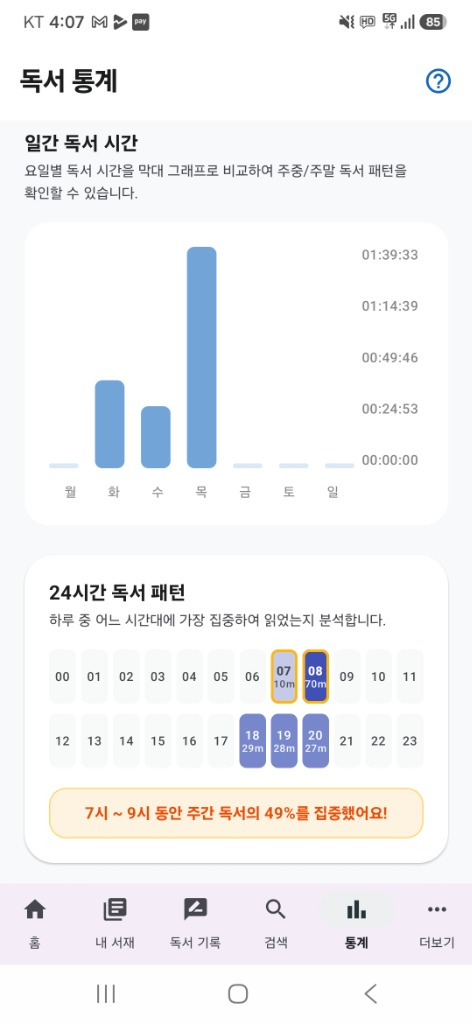 KT 4:07 pay HD 5G 85
독서 통계
일간 독서 시간
요일별 독서 시간을 막대 그래프로 비교하여 주중/주말 독서 패턴을
확인할 수 있습니다.
01:39:33
01:14:39
00:49:46
00:24:53
00:00:00
월 화 수 목 금 토 일
24시간 독서 패턴
하루 중 어느 시간대에 가장 집중하여 읽었는지 분석합니다.
00 01 02 03 04 05 06 07 08 09 10 11
10m 70m
12 13 14 15 16 17 18 19 20 21 22 23
29m 28m 27m
7시 ~ 9시 동안 주간 독서의 49%를 집중했어요!
홈 내 서재 독서 기록 검색 통계 더보기